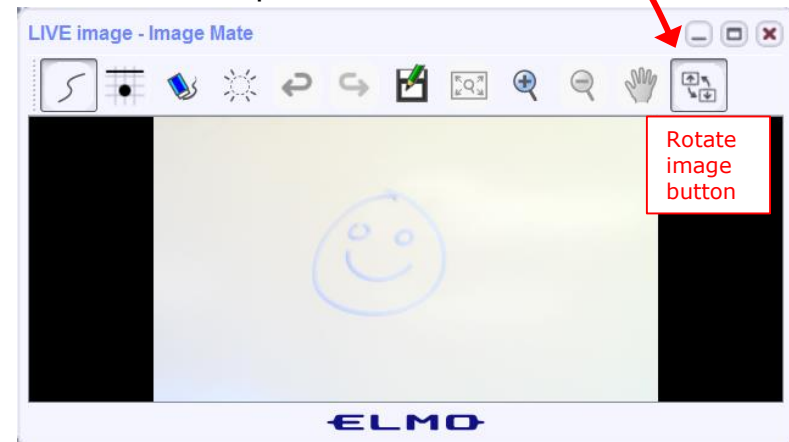 LIVE image - Image Mate
Rotate
image
button
ELMO